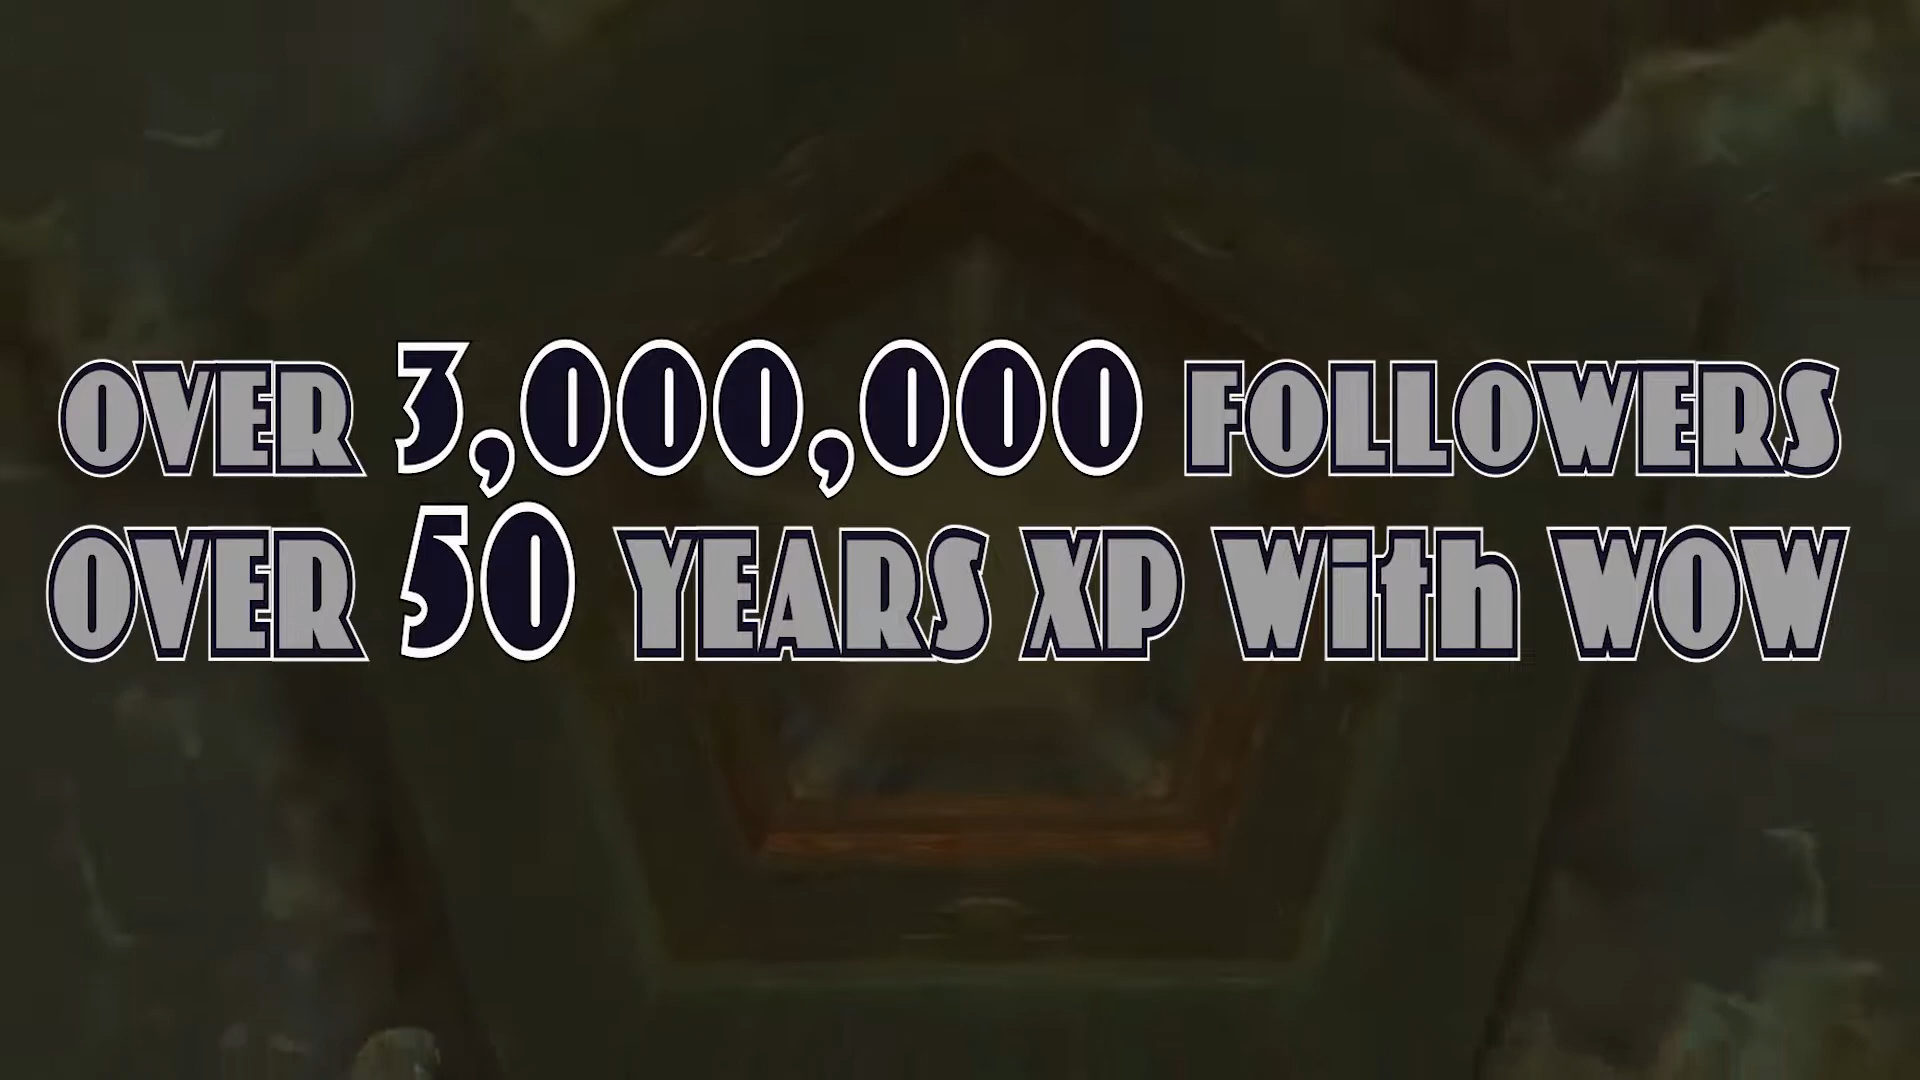 OVER 3,000,000 FOLLOWERS
OVER 50 YEARS XP With WOW